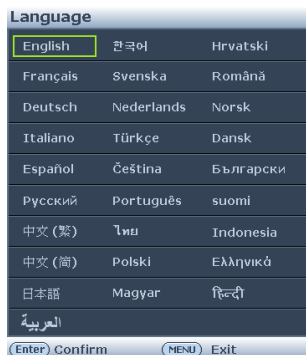 Language
English 한국어 Hrvatski
Français Svenska Română
Deutsch Nederlands Norsk
Italiano Türkçe Dansk
Español Čeština Български
Русский Português suomi
中文 (繁) ไทย Indonesia
中文 (简) Polski Ελληνικά
日本語 Magyar हिन्दी
العربية
Enter Confirm MENU Exit